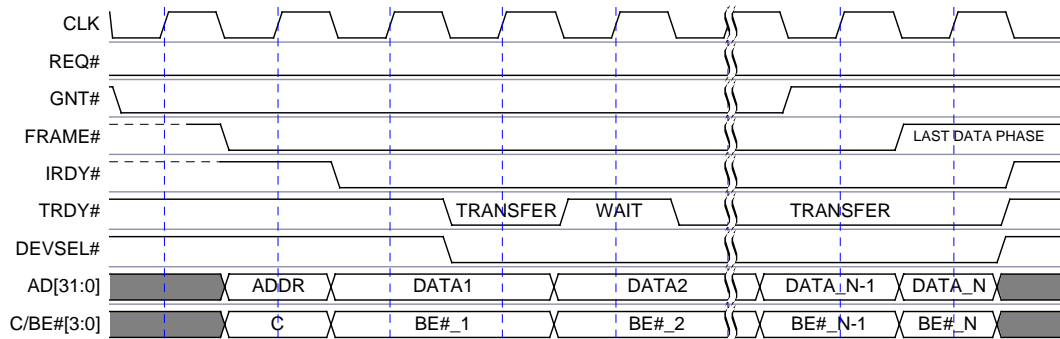 CLK
REQ#
GNT#
FRAME# LAST DATA PHASE
IRDY#
TRDY# TRANSFER WAIT TRANSFER
DEVSEL#
AD[31:0] ADDR DATA1 DATA2 DATA_N-1 DATA_N
C/BE#[3:0] C BE#_1 BE#_2 BE#_N-1 BE#_N